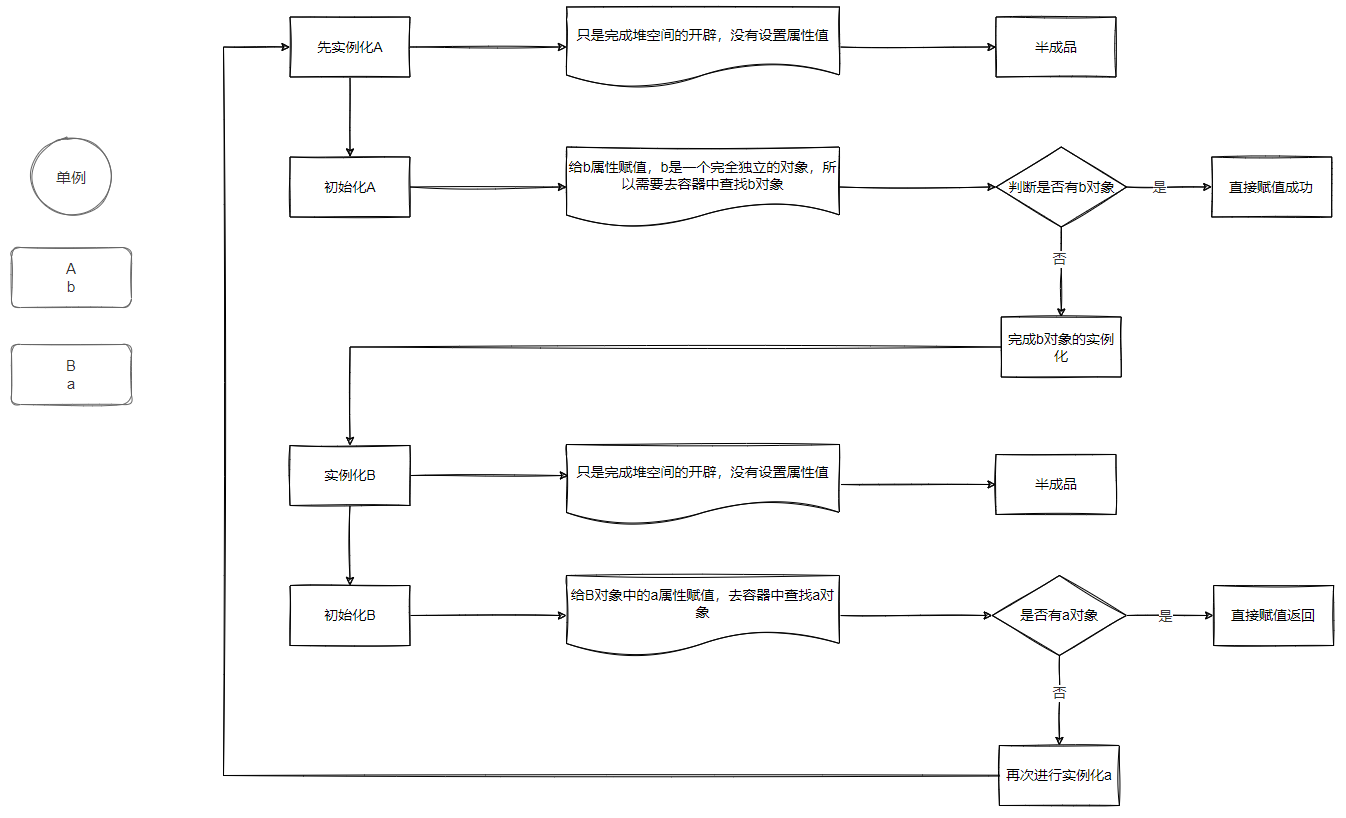 先实例化A
只是完成堆空间的开辟，没有设置属性值
半成品
单例
初始化A
给b属性赋值，b是一个完全独立的对象，所
以需要去容器中查找b对象
判断是否有b对象
是
直接赋值成功
A
b
否
B
a
完成b对象的实例
化
实例化B
只是完成堆空间的开辟，没有设置属性值
半成品
初始化B
给B对象中的a属性赋值，去容器中查找a对
象
是否有a对象
是
直接赋值返回
否
再次进行实例化a